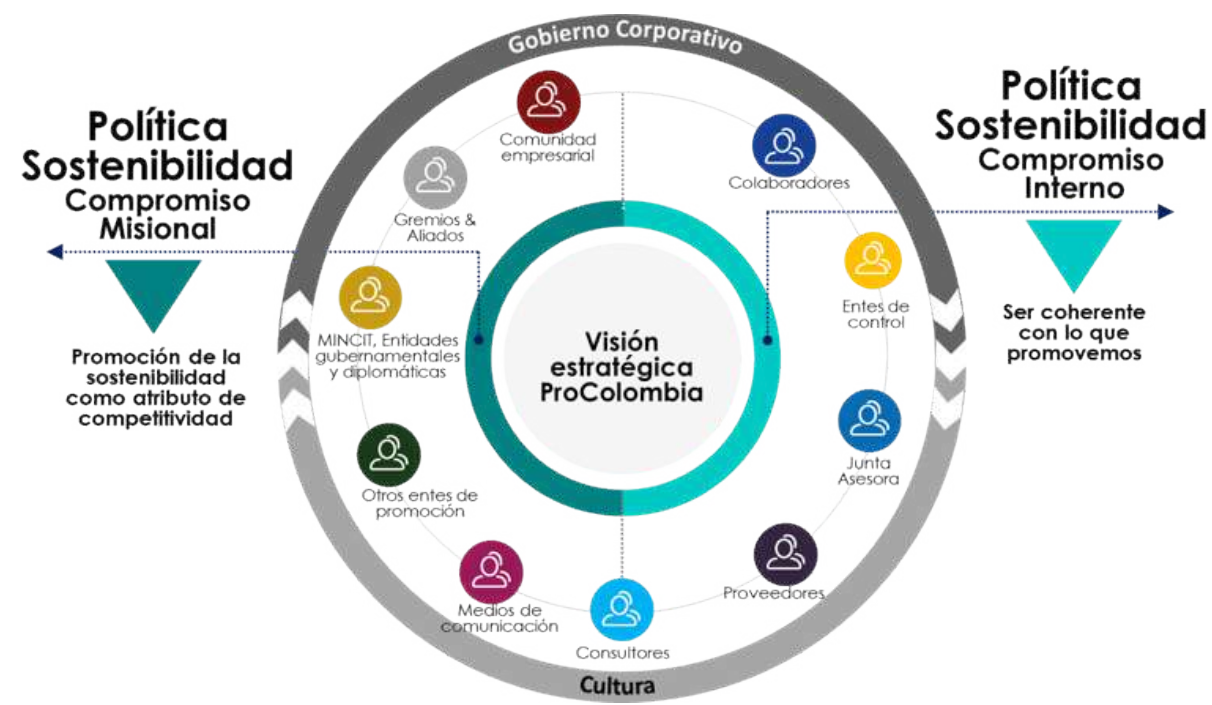 Gobierno Corporativo
Política
Sostenibilidad
Compromiso
Misional
Promoción de la
sostenibilidad
como atributo de
competitividad
Política
Sostenibilidad
Compromiso
Interno
Ser coherente
con lo que
promovemos
Comunidad
empresarial
Gremios &
Aliados
MINCIT, Entidades
gubernamentales
y diplomáticas
Otros entes de
promoción
Medios de
comunicación
Consultores
Colaboradores
Entes de
control
Junta
Asesora
Proveedores
Visión
estratégica
ProColombia
Cultura